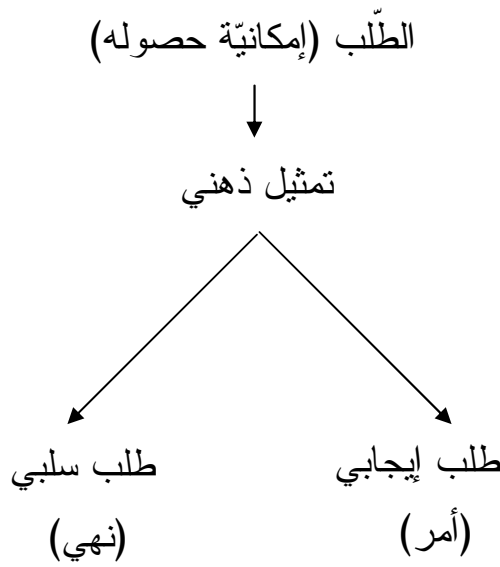 الطّلب (إمكانيّة حصوله)
تمثيل ذهني
طلب إيجابي
(أمر)
طلب سلبي
(نهي)